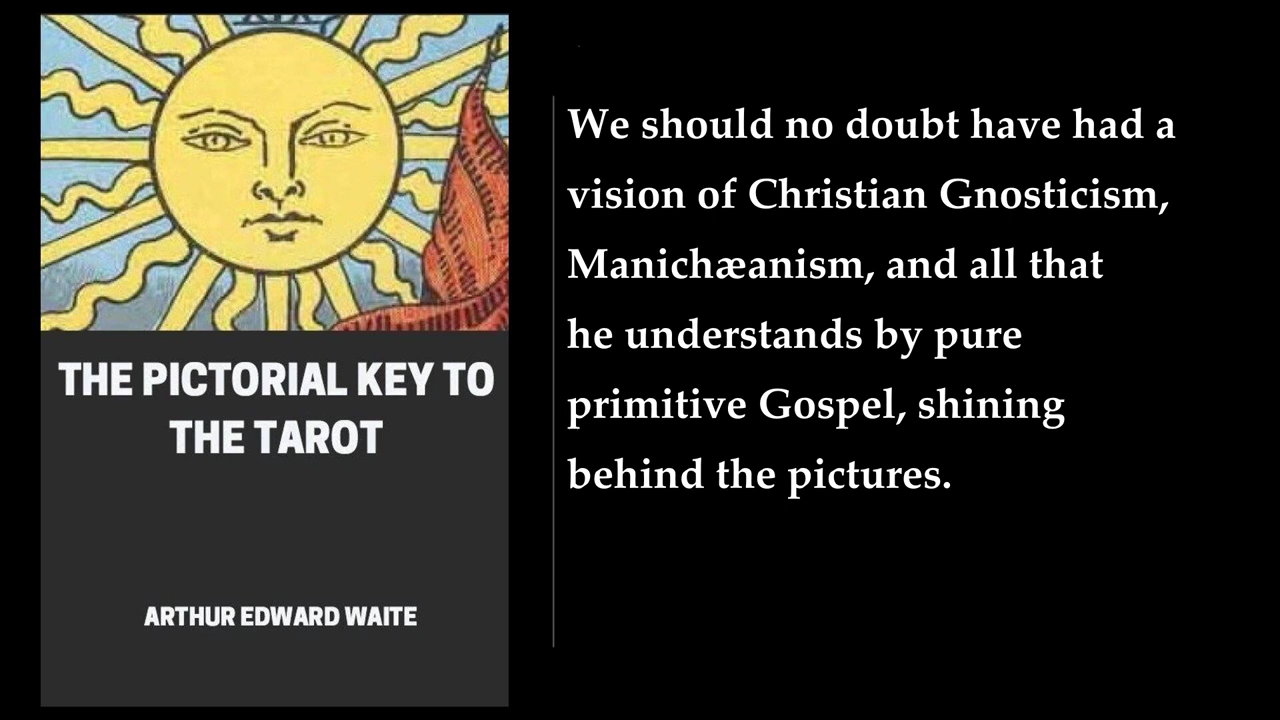 XIX
THE PICTORIAL KEY TO
THE TAROT
ARTHUR EDWARD WAITE
We should no doubt have had a
vision of Christian Gnosticism,
Manichæanism, and all that
he understands by pure
primitive Gospel, shining
behind the pictures.